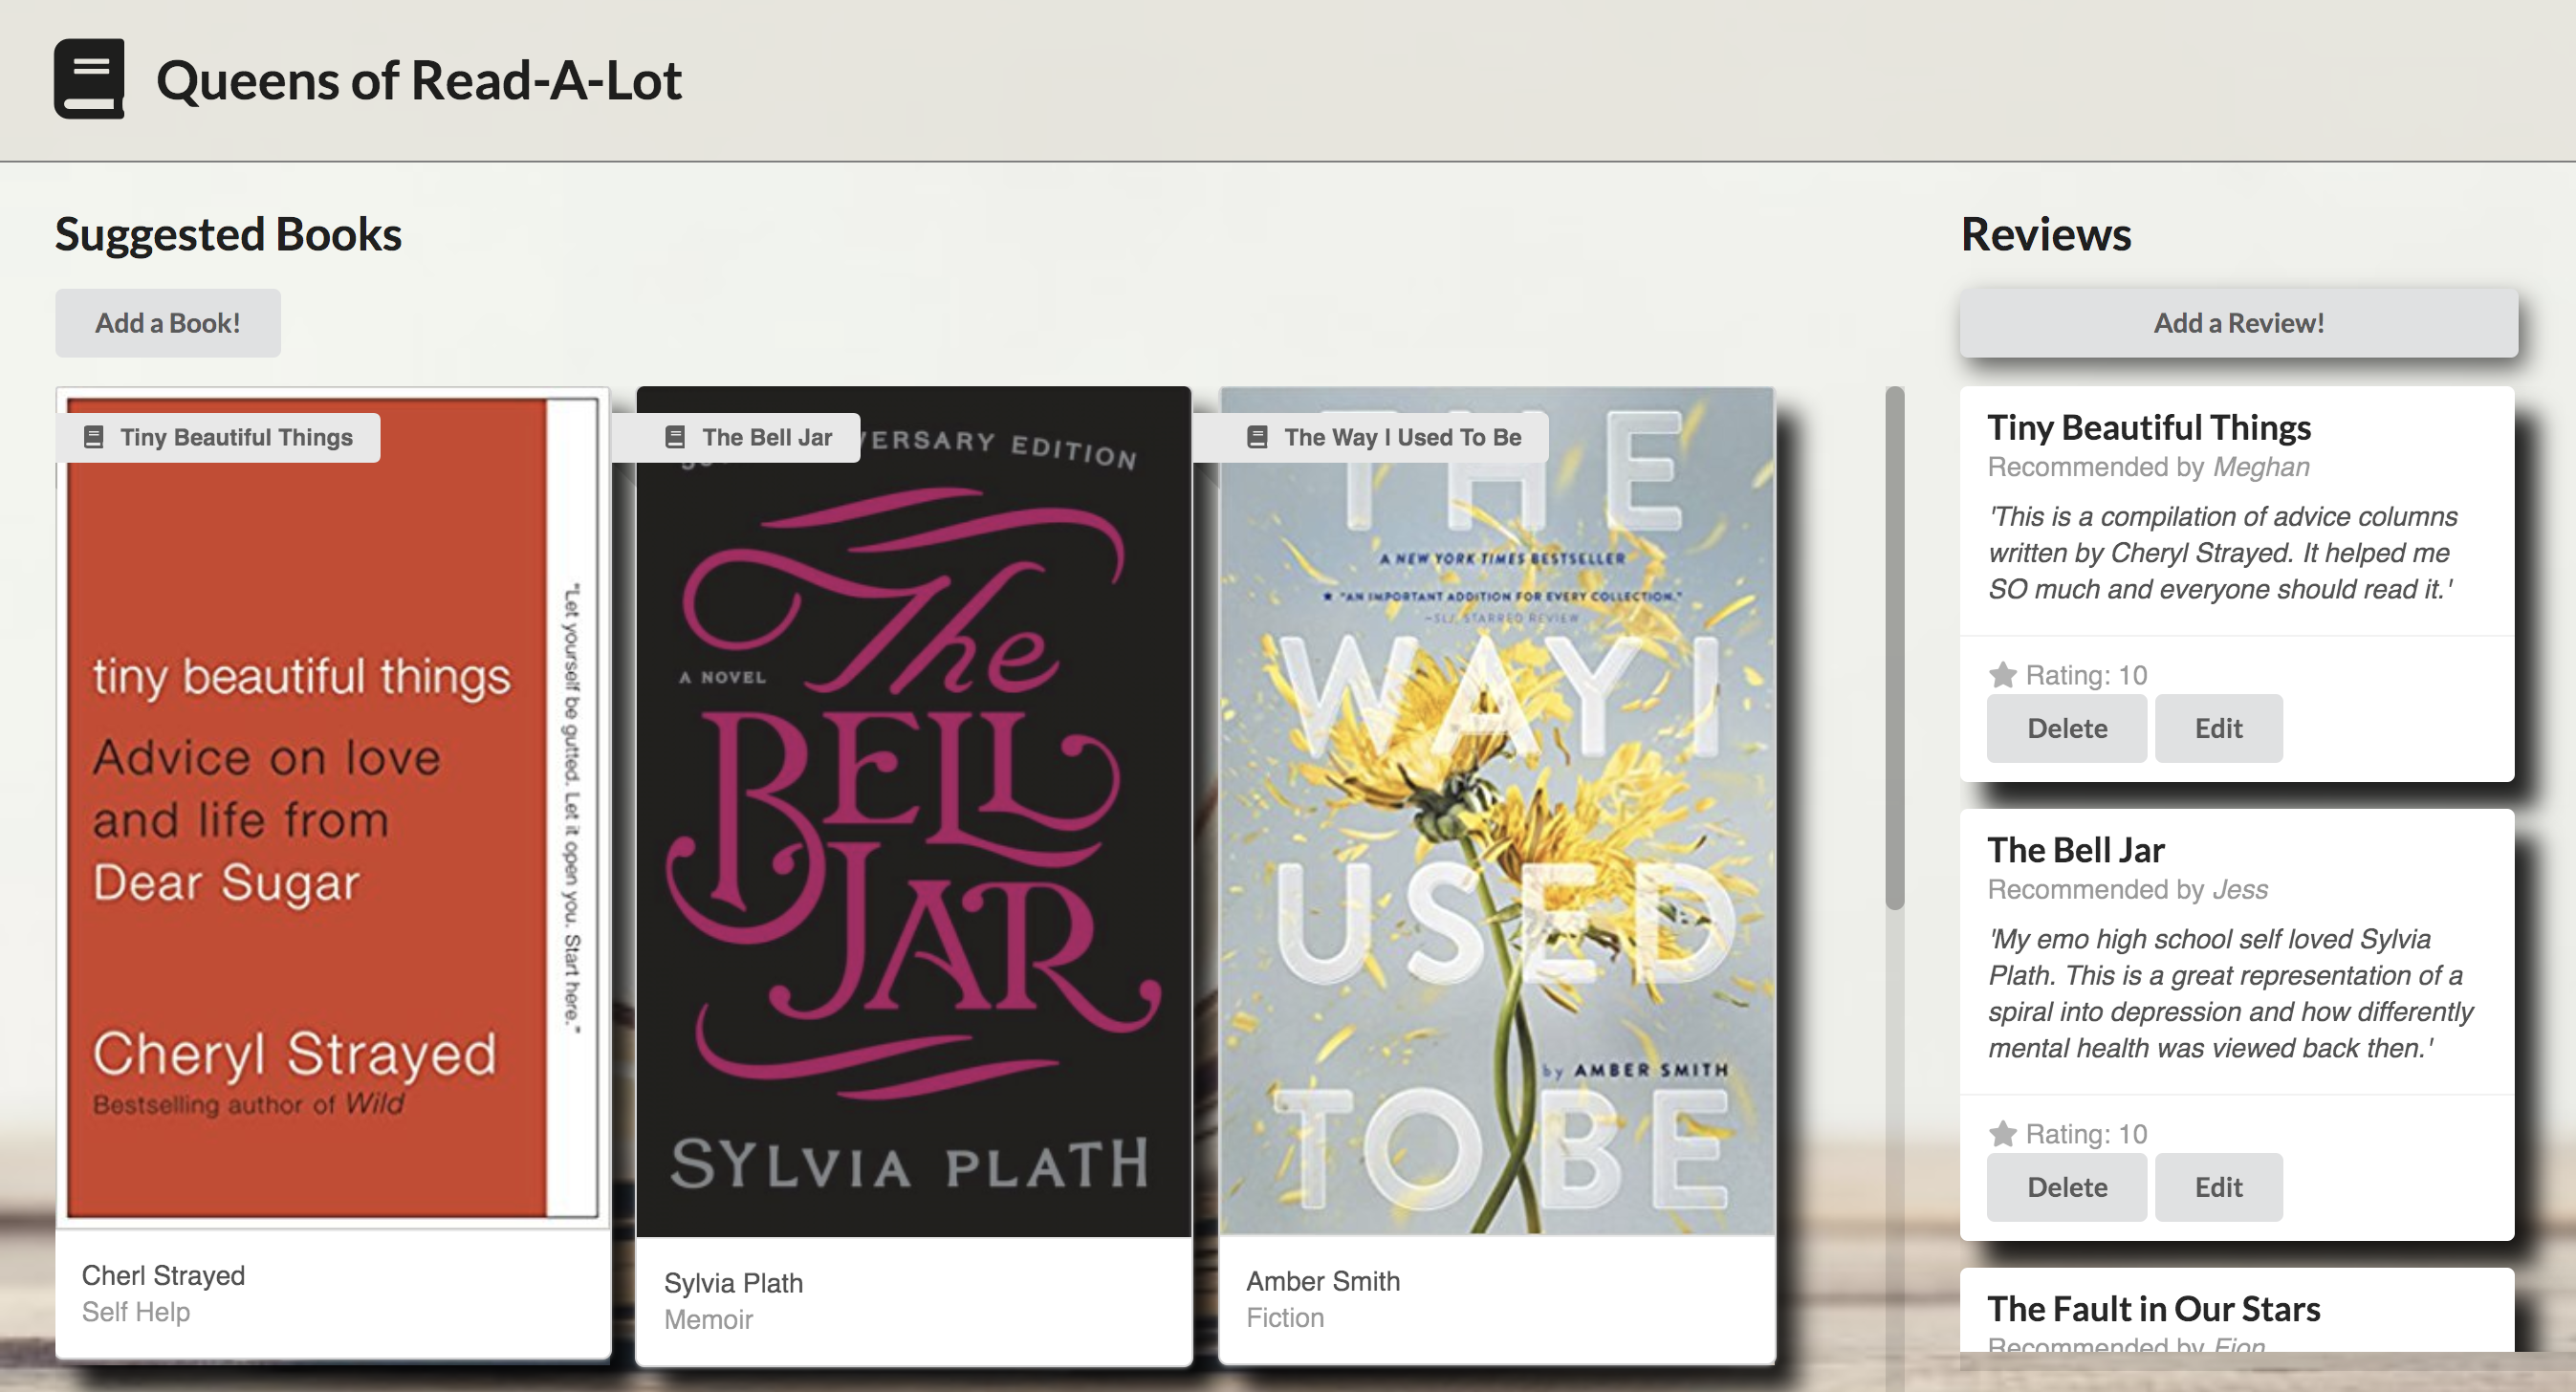 Queens of Read-A-Lot
Suggested Books
Add a Book!
Tiny Beautiful Things
tiny beautiful things
Advice on love
and life from
Dear Sugar
Cheryl Strayed
Bestselling author of Wild
"Let yourself be gutted. Let it open you. Start here."
Cherl Strayed
Self Help
The Bell Jar
VERSARY EDITION
The
A NOVEL
BELL
JAR
SYLVIA PLATH
Sylvia Plath
Memoir
The Way I Used To Be
THE
A NEW YORK TIMES BESTSELLER
★ "AN IMPORTANT ADDITION FOR EVERY COLLECTION."
—SLJ, STARRED REVIEW
WAY I
USED
by AMBER SMITH
TO BE
Amber Smith
Fiction
Reviews
Add a Review!
Tiny Beautiful Things
Recommended by Meghan
'This is a compilation of advice columns
written by Cheryl Strayed. It helped me
SO much and everyone should read it.'
Rating: 10
Delete Edit
The Bell Jar
Recommended by Jess
'My emo high school self loved Sylvia
Plath. This is a great representation of a
spiral into depression and how differently
mental health was viewed back then.'
Rating: 10
Delete Edit
The Fault in Our Stars
Recommended by Fion